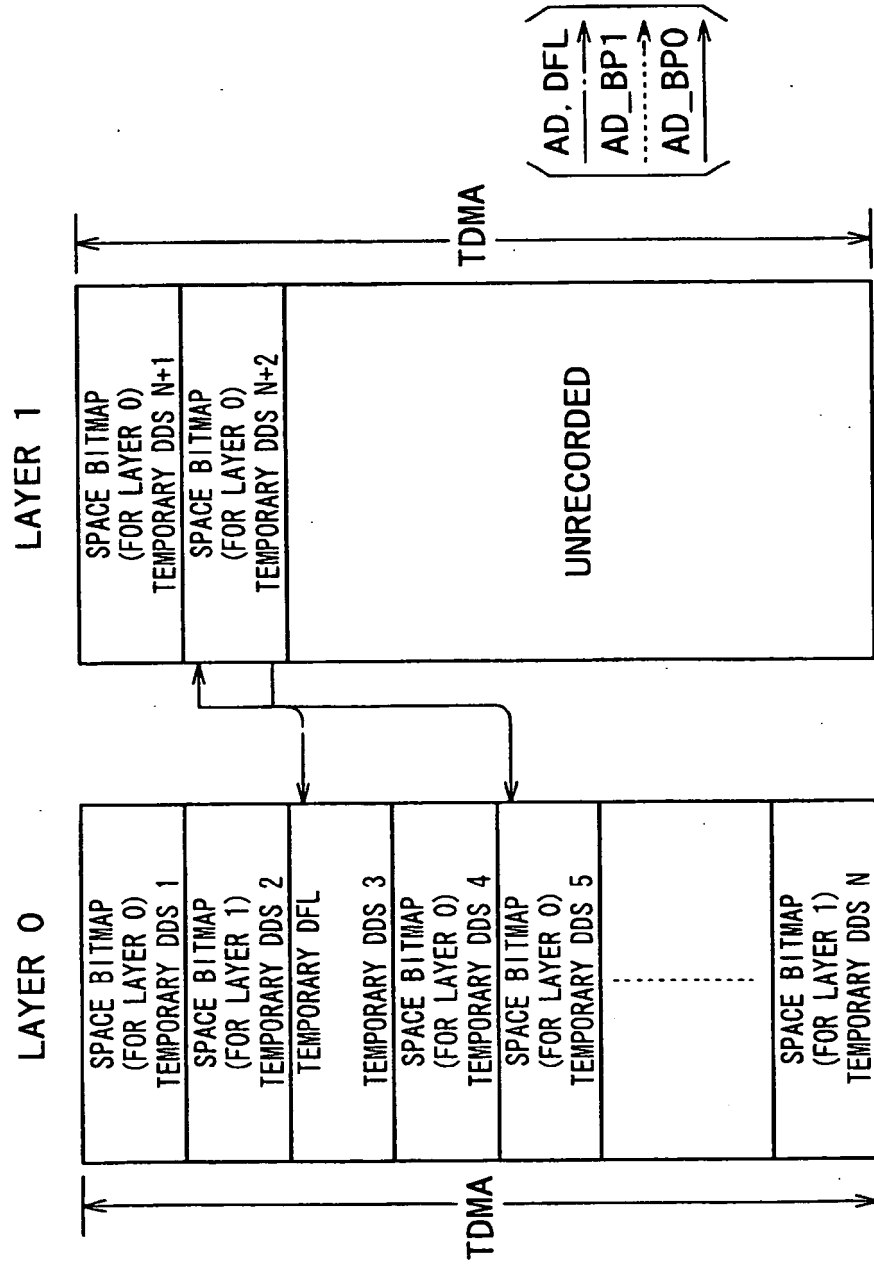 LAYER 0
SPACE BITMAP
(FOR LAYER 0)
TEMPORARY DDS 1
SPACE BITMAP
(FOR LAYER 1)
TEMPORARY DDS 2
TEMPORARY DFL
TEMPORARY DDS 3
SPACE BITMAP
(FOR LAYER 0)
TEMPORARY DDS 4
SPACE BITMAP
(FOR LAYER 0)
TEMPORARY DDS 5
SPACE BITMAP
(FOR LAYER 1)
TEMPORARY DDS N
TDMA
LAYER 1
SPACE BITMAP
(FOR LAYER 0)
TEMPORARY DDS N+1
SPACE BITMAP
(FOR LAYER 0)
TEMPORARY DDS N+2
UNRECORDED
TDMA
AD, DFL
AD_BP1
AD_BP0